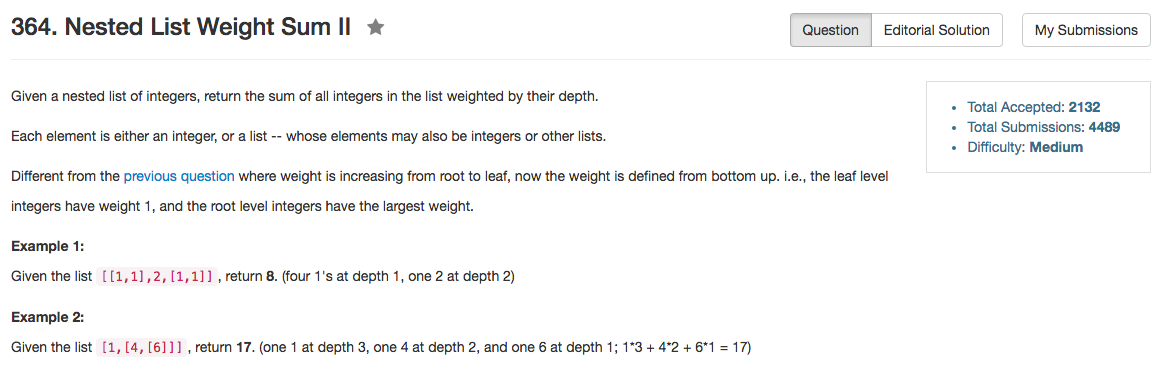 364. Nested List Weight Sum II ★
Question Editorial Solution My Submissions
Given a nested list of integers, return the sum of all integers in the list weighted by their depth.
Each element is either an integer, or a list -- whose elements may also be integers or other lists.
Different from the previous question where weight is increasing from root to leaf, now the weight is defined from bottom up. i.e., the leaf level
integers have weight 1, and the root level integers have the largest weight.
Example 1:
Given the list [[1,1],2,[1,1]], return 8. (four 1's at depth 1, one 2 at depth 2)
Example 2:
Given the list [1,[4,[6]]], return 17. (one 1 at depth 3, one 4 at depth 2, and one 6 at depth 1; 1*3 + 4*2 + 6*1 = 17)
• Total Accepted: 2132
• Total Submissions: 4489
• Difficulty: Medium